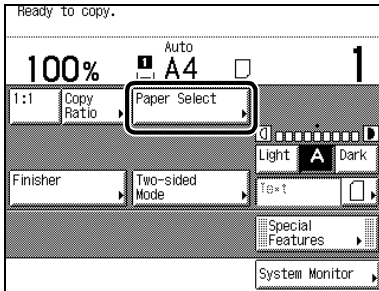 Ready to copy.
100%
1
Auto
A4
1
1:1
Copy
Ratio
Paper Select
Light
A
Dark
Finisher
Two-sided
Mode
Text
Special
Features
System Monitor